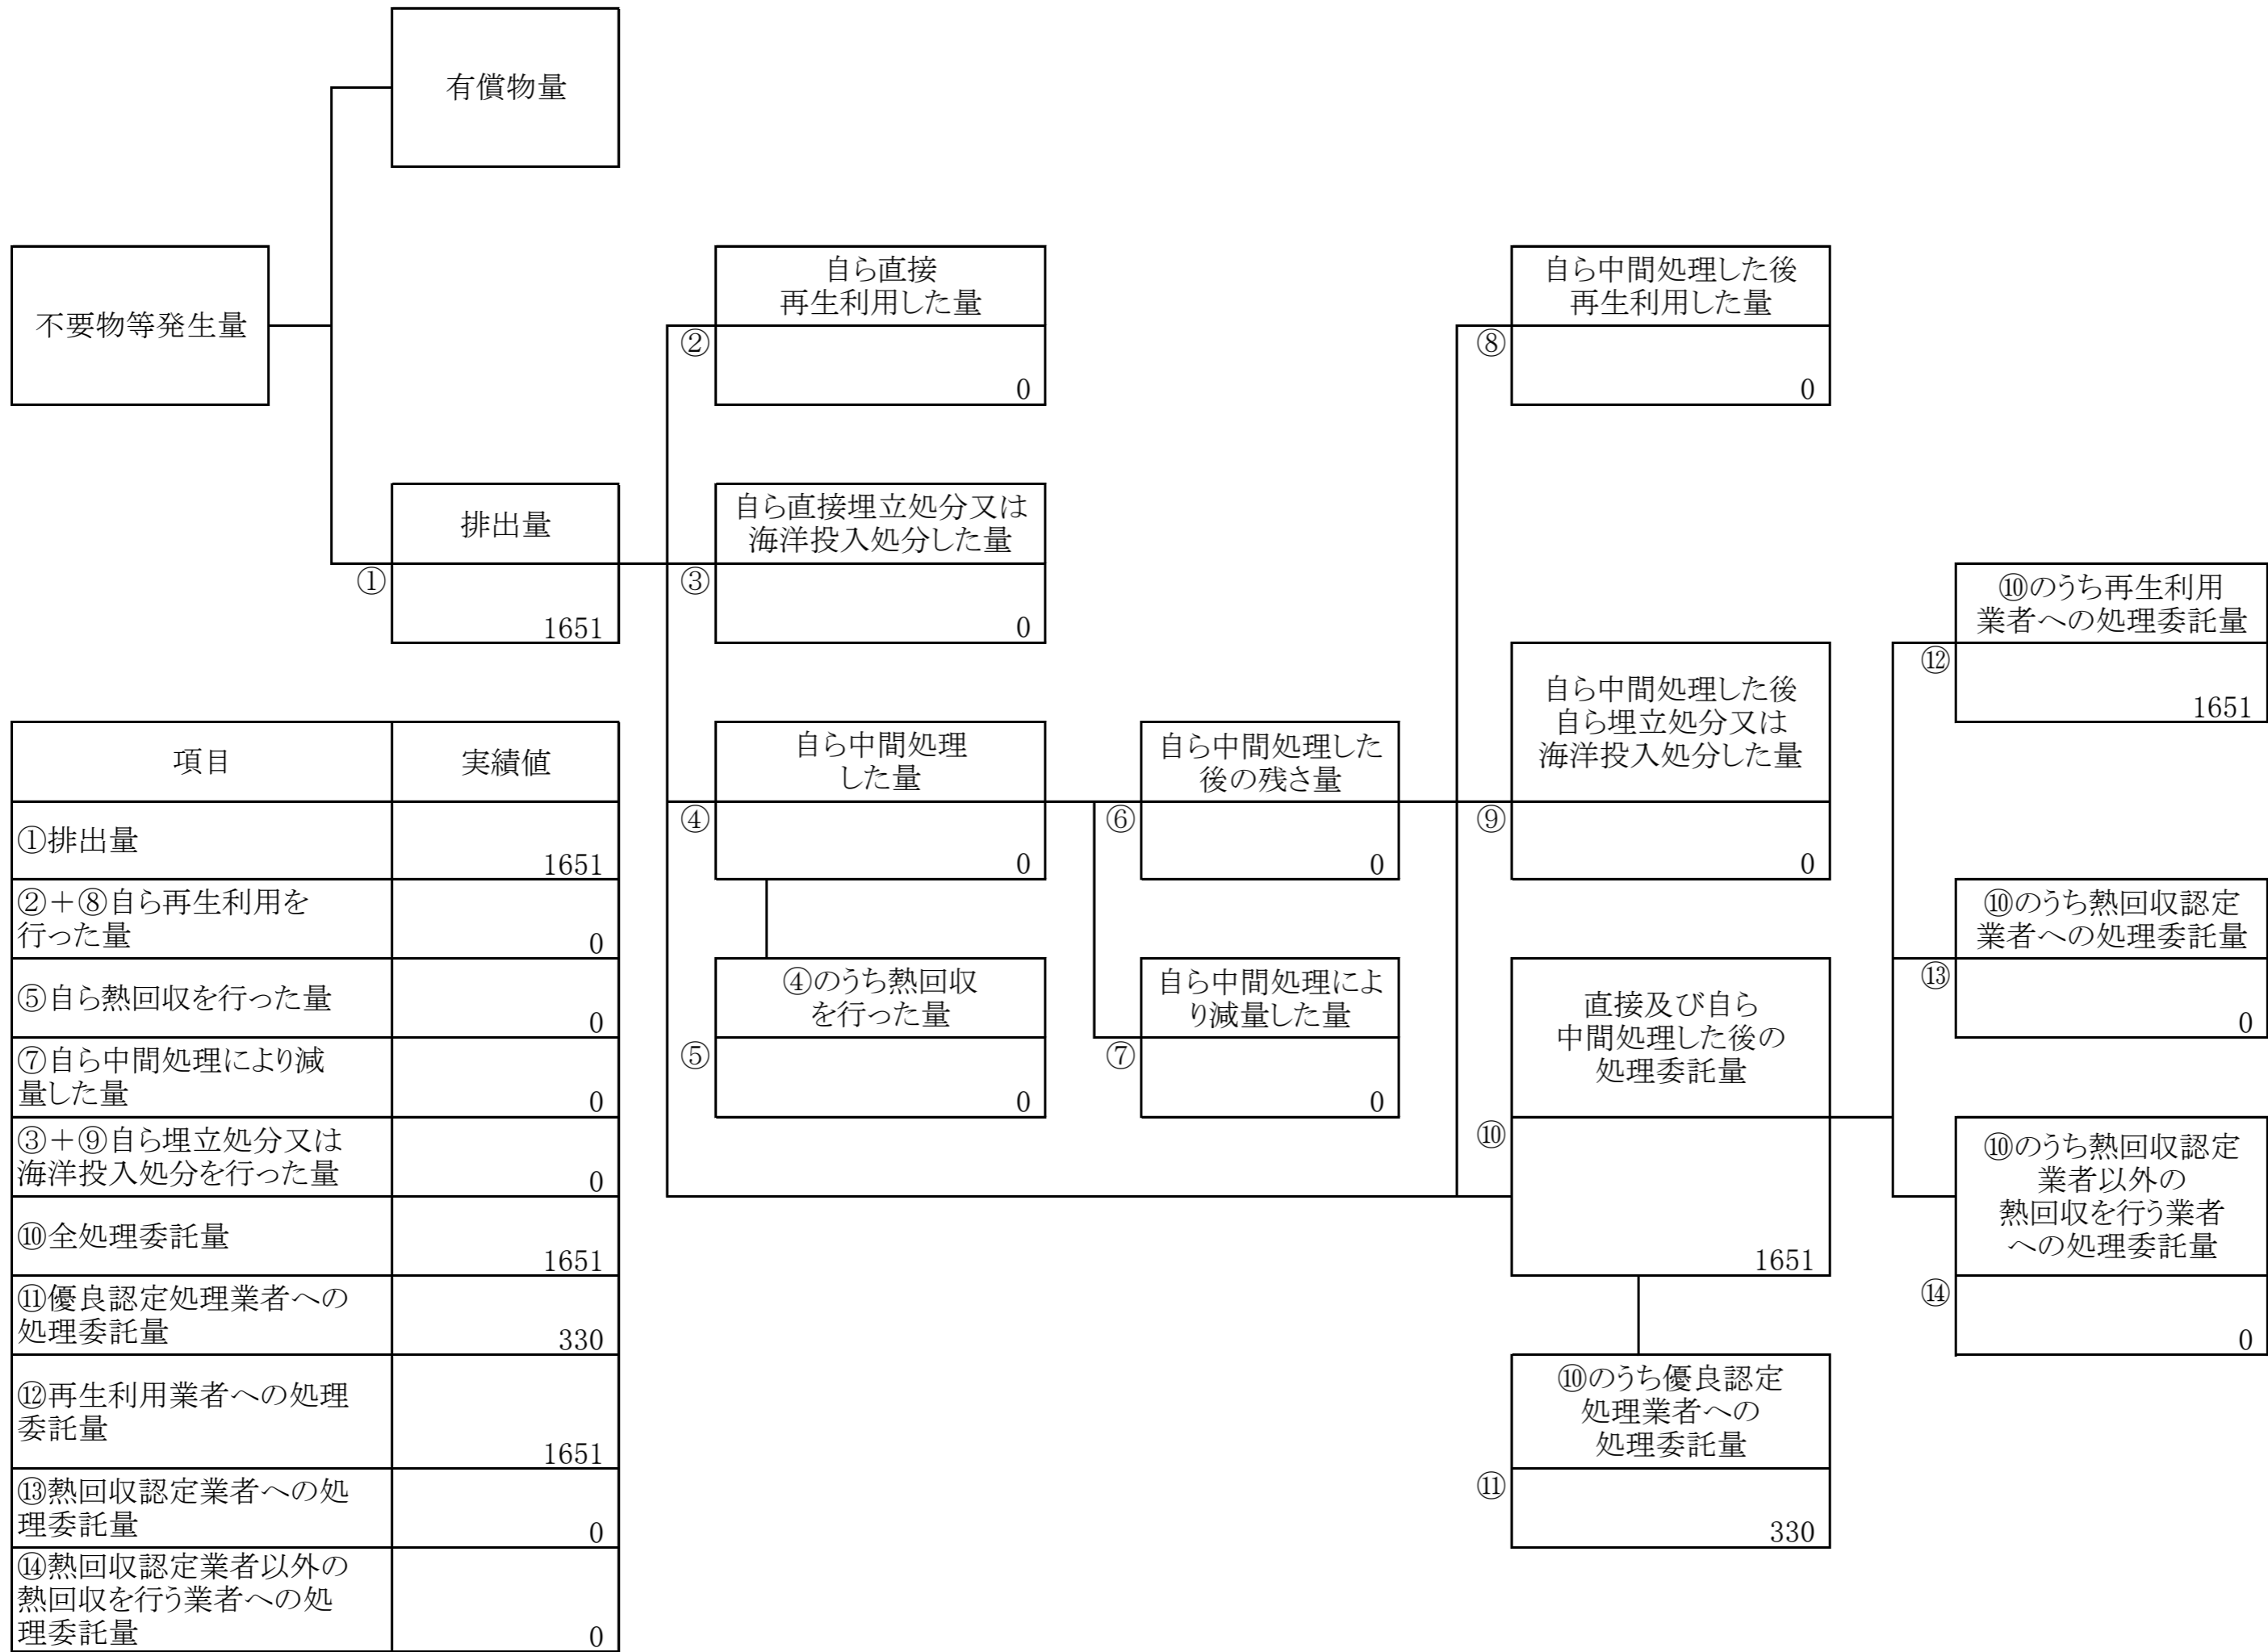 有償物量
不要物等発生量
自ら直接
再生利用した量
②
0
自ら中間処理した後
再生利用した量
⑧
0
排出量
①
1651
自ら直接埋立処分又は
海洋投入処分した量
③
0
⑩のうち再生利用
業者への処理委託量
⑫
1651
自ら中間処理
した量
④
0
自ら中間処理した
後の残さ量
⑥
0
自ら中間処理した後
自ら埋立処分又は
海洋投入処分した量
⑨
0
⑩のうち熱回収認定
業者への処理委託量
⑬
0
④のうち熱回収
を行った量
⑤
0
自ら中間処理によ
り減量した量
⑦
0
直接及び自ら
中間処理した後の
処理委託量
⑩
1651
⑩のうち熱回収認定
業者以外の
熱回収を行う業者
への処理委託量
⑭
0
⑩のうち優良認定
処理業者への
処理委託量
⑪
330
項目 実績値
①排出量
1651
②+⑧自ら再生利用を
行った量
0
⑤自ら熱回収を行った量
0
⑦自ら中間処理により減
量した量
0
③+⑨自ら埋立処分又は
海洋投入処分を行った量
0
⑩全処理委託量
1651
⑪優良認定処理業者への
処理委託量
330
⑫再生利用業者への処理
委託量
1651
⑬熱回収認定業者への処
理委託量
0
⑭熱回収認定業者以外の
熱回収を行う業者への処
理委託量
0